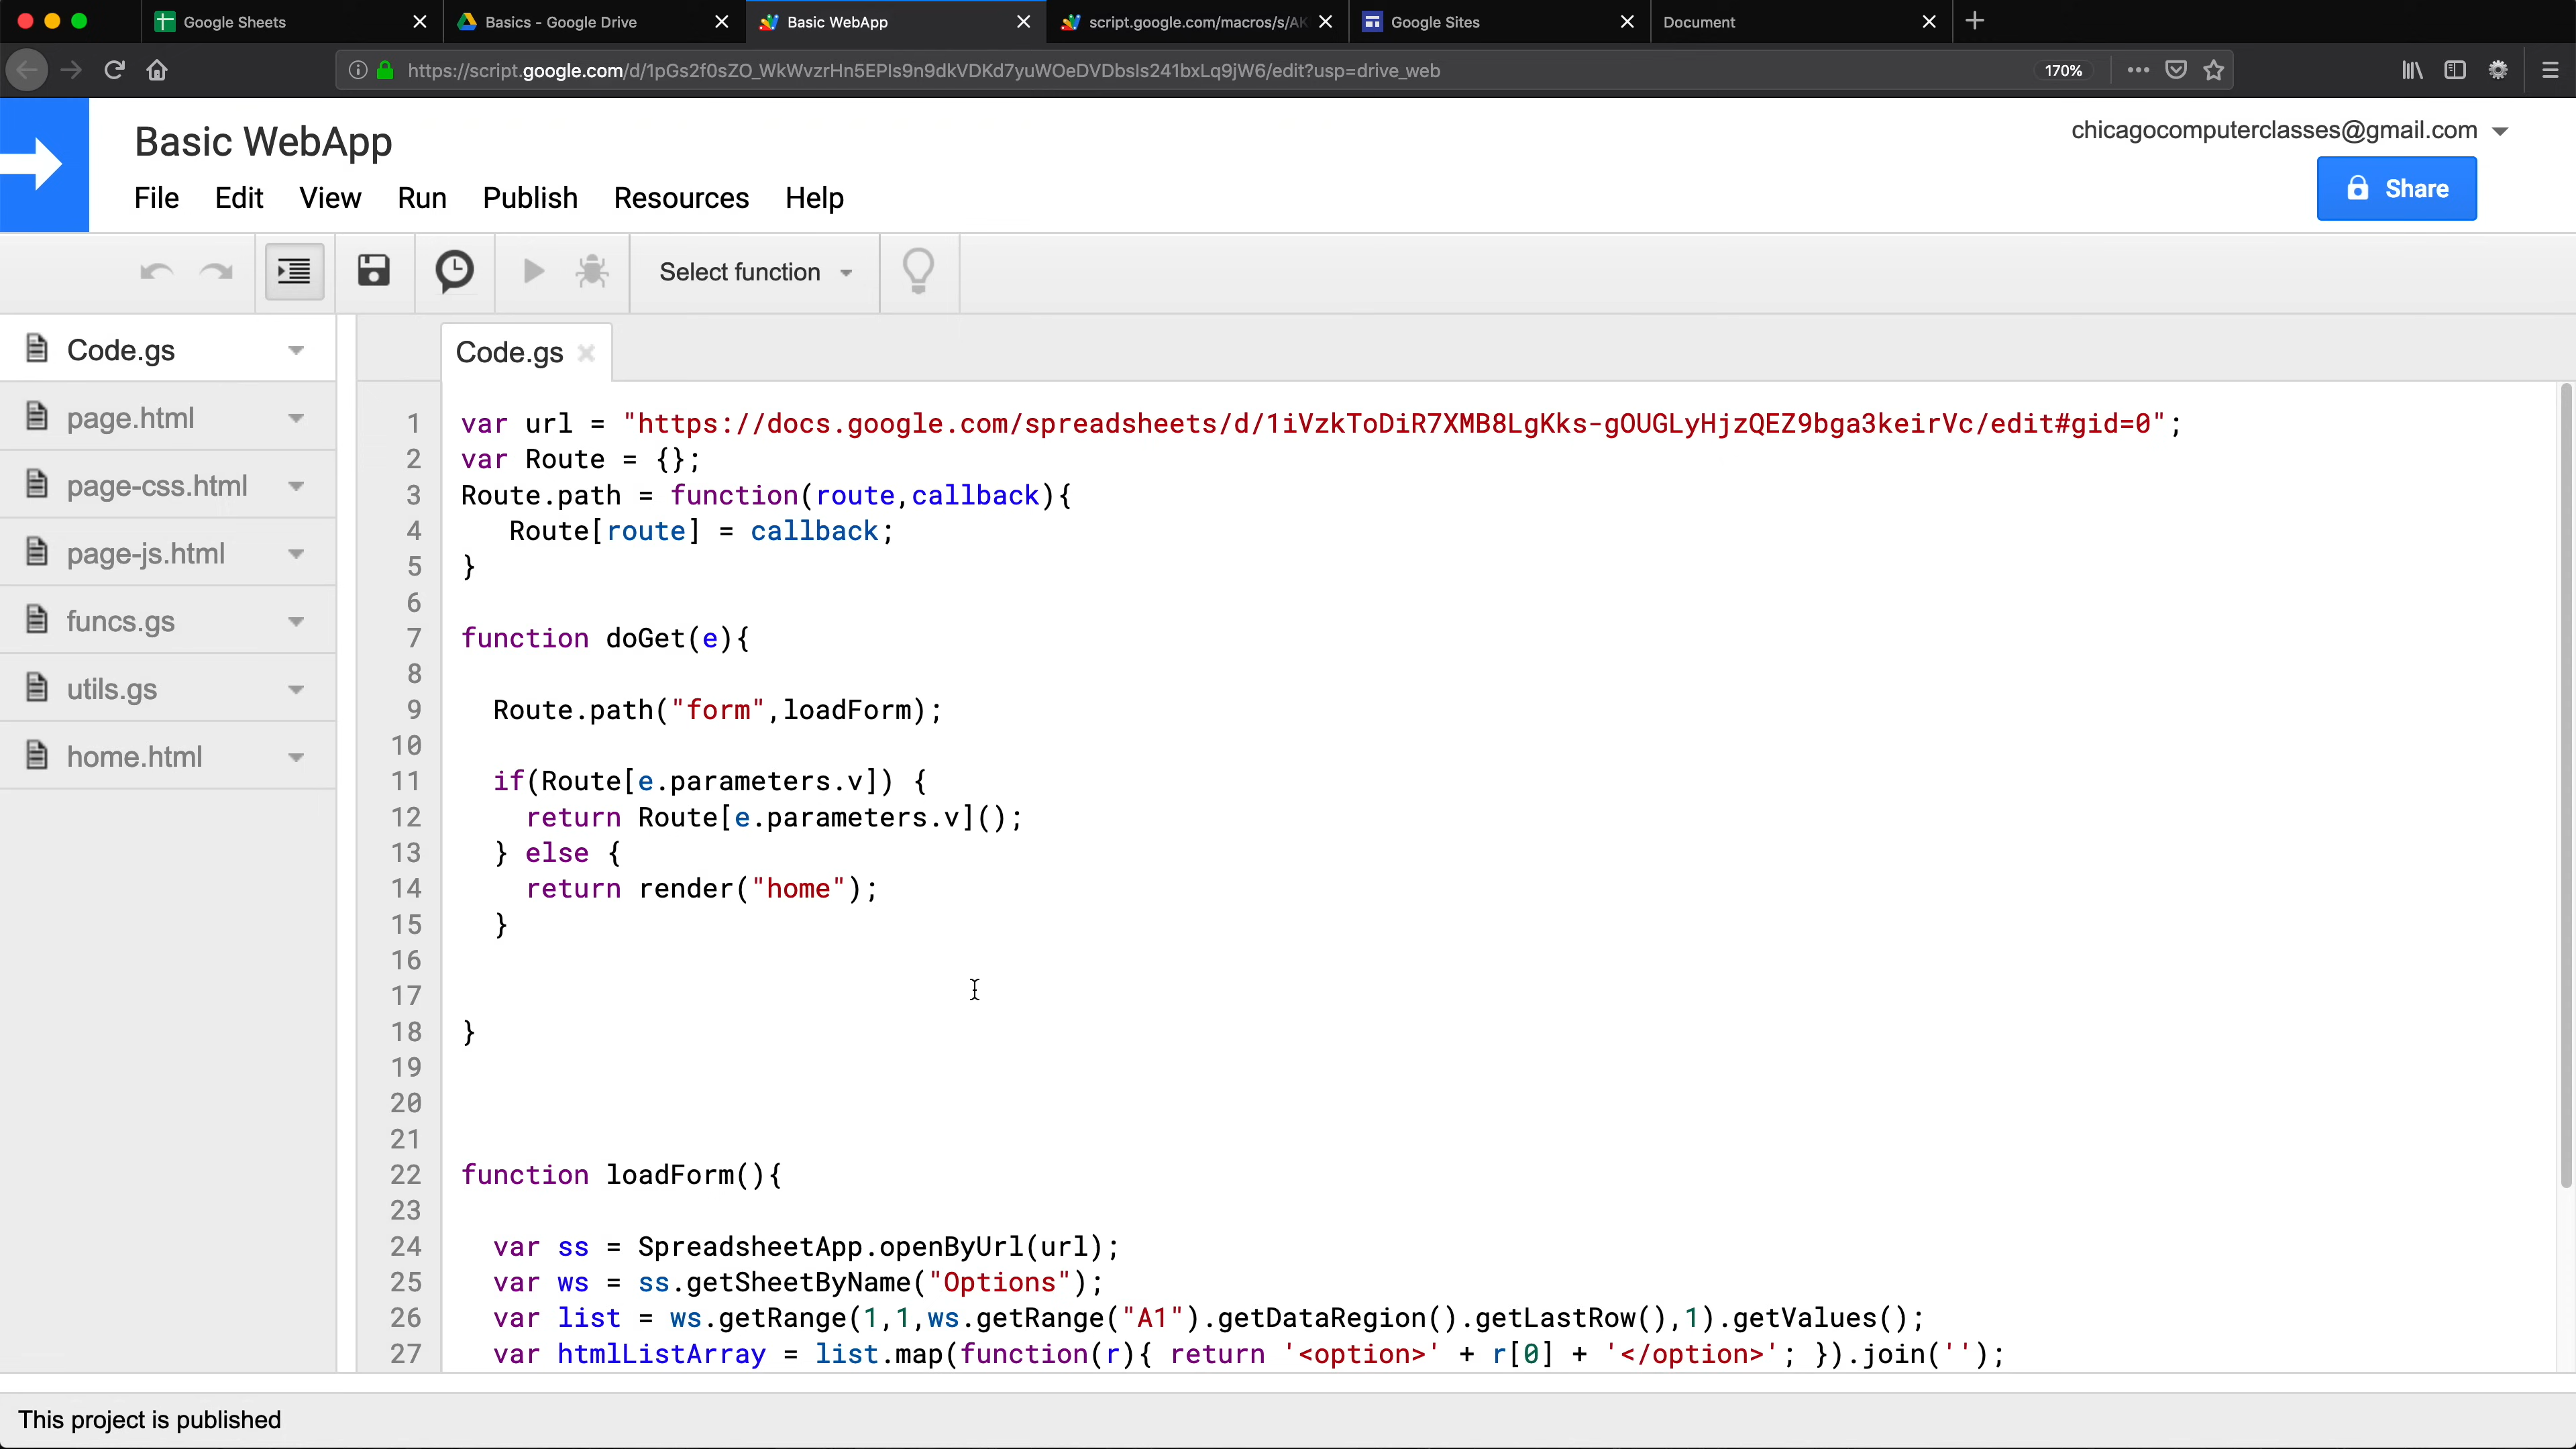 Google Sheets
Basics - Google Drive
Basic WebApp
script.google.com/macros/s/AK
Google Sites
Document
https://script.google.com/d/1pGs2f0sZO_WkWvzrHn5EPls9n9dkVDKd7yuWOeDVDbsls241bxLq9jW6/edit?usp=drive_web
170%
Basic WebApp
chicagocomputerclasses@gmail.com
File Edit View Run Publish Resources Help
Share
Select function
Code.gs
page.html
page-css.html
page-js.html
funcs.gs
utils.gs
home.html
Code.gs
1 var url = "https://docs.google.com/spreadsheets/d/1iVzkToDiR7XMB8LgKks-gOUGLyHjzQEZ9bga3keirVc/edit#gid=0";
2 var Route = {};
3 Route.path = function(route,callback){
4 Route[route] = callback;
5 }
6
7 function doGet(e){
8
9 Route.path("form",loadForm);
10
11 if(Route[e.parameters.v]) {
12 return Route[e.parameters.v]();
13 } else {
14 return render("home");
15 }
16
17
18 }
19
20
21
22 function loadForm(){
23
24 var ss = SpreadsheetApp.openByUrl(url);
25 var ws = ss.getSheetByName("Options");
26 var list = ws.getRange(1,1,ws.getRange("A1").getDataRegion().getLastRow(),1).getValues();
27 var htmlListArray = list.map(function(r){ return '<option>' + r[0] + '</option>'; }).join('');
This project is published